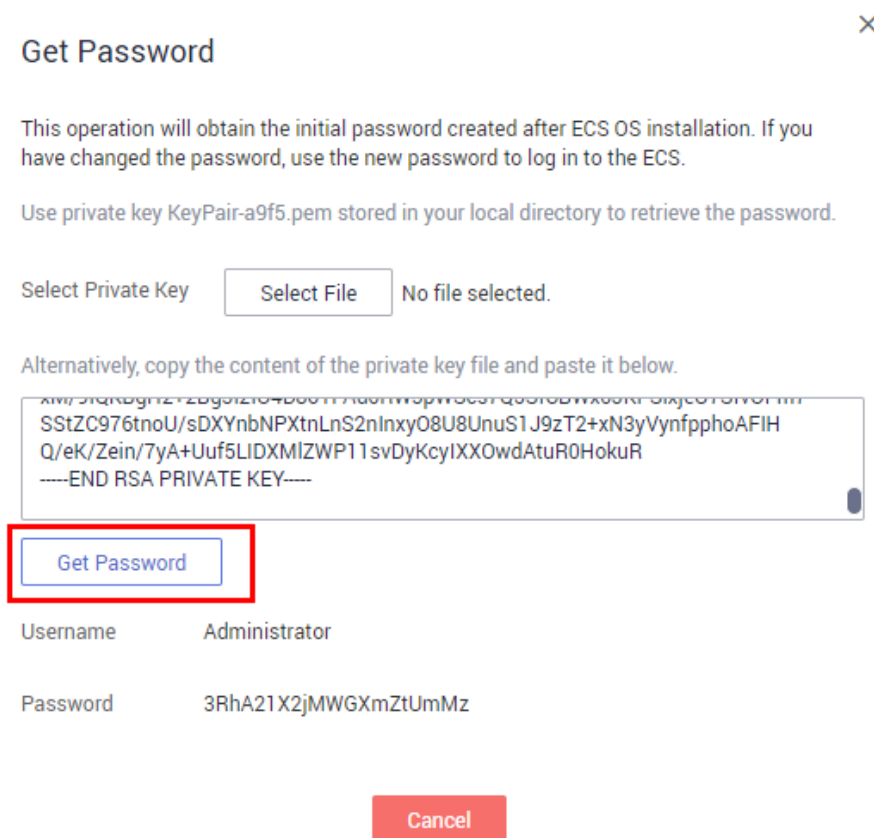 Get Password
This operation will obtain the initial password created after ECS OS installation. If you
have changed the password, use the new password to log in to the ECS.
Use private key KeyPair-a9f5.pem stored in your local directory to retrieve the password.
Select Private Key Select File No file selected.
Alternatively, copy the content of the private key file and paste it below.
SStZC976tnoU/sDXYnbNPXtnLnS2nInxyO8U8UnuS1J9zT2+xN3yVynfpphoAFIH
Q/eK/Zein/7yA+Uuf5LIDXMlZWP11svDyKcyIXXOwdAtuR0HokuR
-----END RSA PRIVATE KEY-----
Get Password
Username Administrator
Password 3RhA21X2jMWGXmZtUmMz
Cancel